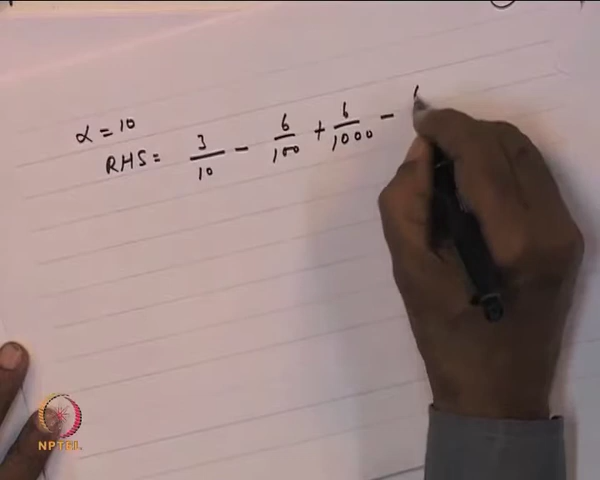 α = 10
RHS = 3/10 - 6/100 + 6/1000 -
NPTEL